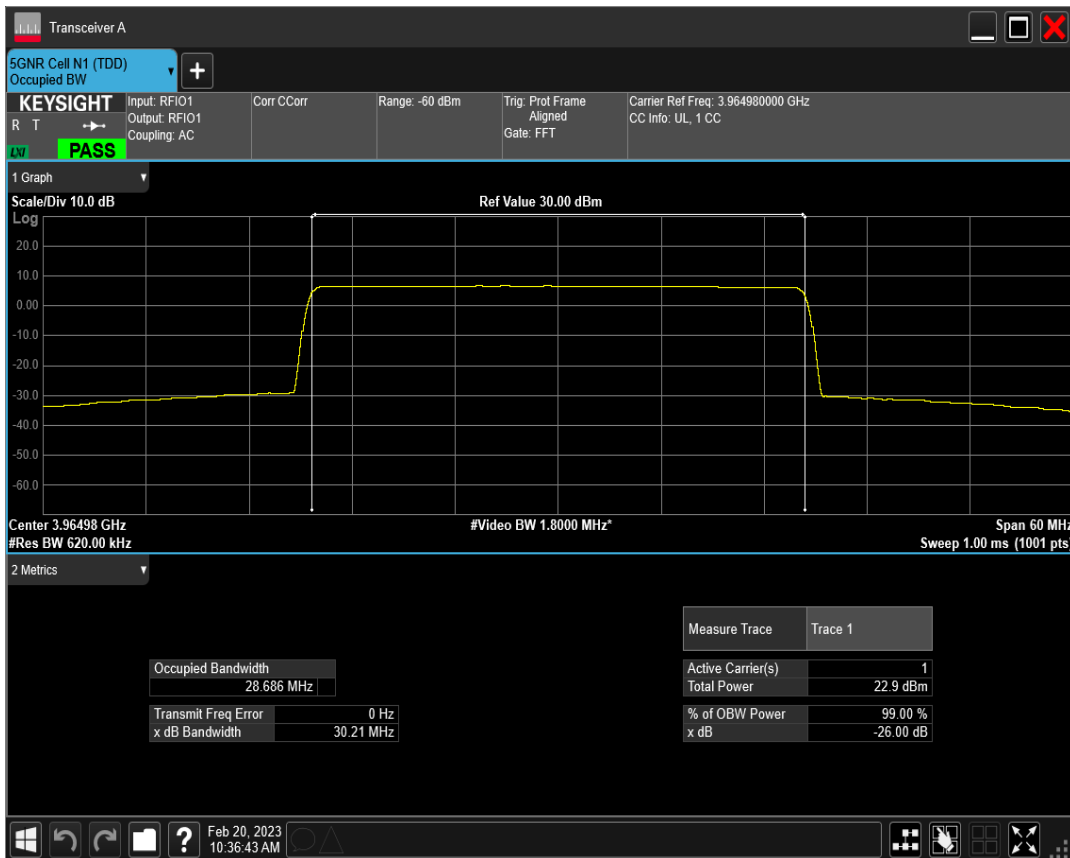 Transceiver A
5GNR Cell N1 (TDD)
Occupied BW
+
KEYSIGHT
R T
LXI
PASS
Input: RFIO1
Output: RFIO1
Coupling: AC
Corr CCorr
Range: -60 dBm
Trig: Prot Frame
Aligned
Gate: FFT
Carrier Ref Freq: 3.964980000 GHz
CC Info: UL, 1 CC
1 Graph
Scale/Div 10.0 dB
Ref Value 30.00 dBm
Log
20.0
10.0
0.00
-10.0
-20.0
-30.0
-40.0
-50.0
-60.0
Center 3.96498 GHz
#Video BW 1.8000 MHz*
Span 60 MHz
#Res BW 620.00 kHz
Sweep 1.00 ms (1001 pts)
2 Metrics
Measure Trace Trace 1
Occupied Bandwidth
28.686 MHz
Active Carrier(s) 1
Total Power 22.9 dBm
Transmit Freq Error 0 Hz
x dB Bandwidth 30.21 MHz
% of OBW Power 99.00 %
x dB -26.00 dB
?
Feb 20, 2023
10:36:43 AM